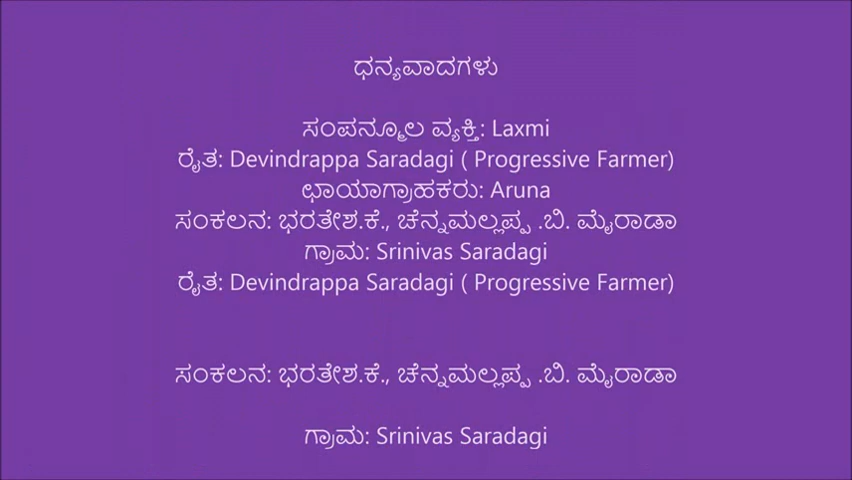 ಧನ್ಯವಾದಗಳು
ಸಂಪನ್ಮೂಲ ವ್ಯಕ್ತಿ: Laxmi
ರೈತ: Devindrappa Saradagi ( Progressive Farmer)
ಛಾಯಾಗ್ರಾಹಕರು: Aruna
ಸಂಕಲನ: ಭರತೇಶ.ಕೆ., ಚೆನ್ನಮಲ್ಲಪ್ಪ .ಬಿ. ಮೈರಾಡಾ
ಗ್ರಾಮ: Srinivas Saradagi
ರೈತ: Devindrappa Saradagi ( Progressive Farmer)
ಸಂಕಲನ: ಭರತೇಶ.ಕೆ., ಚೆನ್ನಮಲ್ಲಪ್ಪ .ಬಿ. ಮೈರಾಡಾ
ಗ್ರಾಮ: Srinivas Saradagi